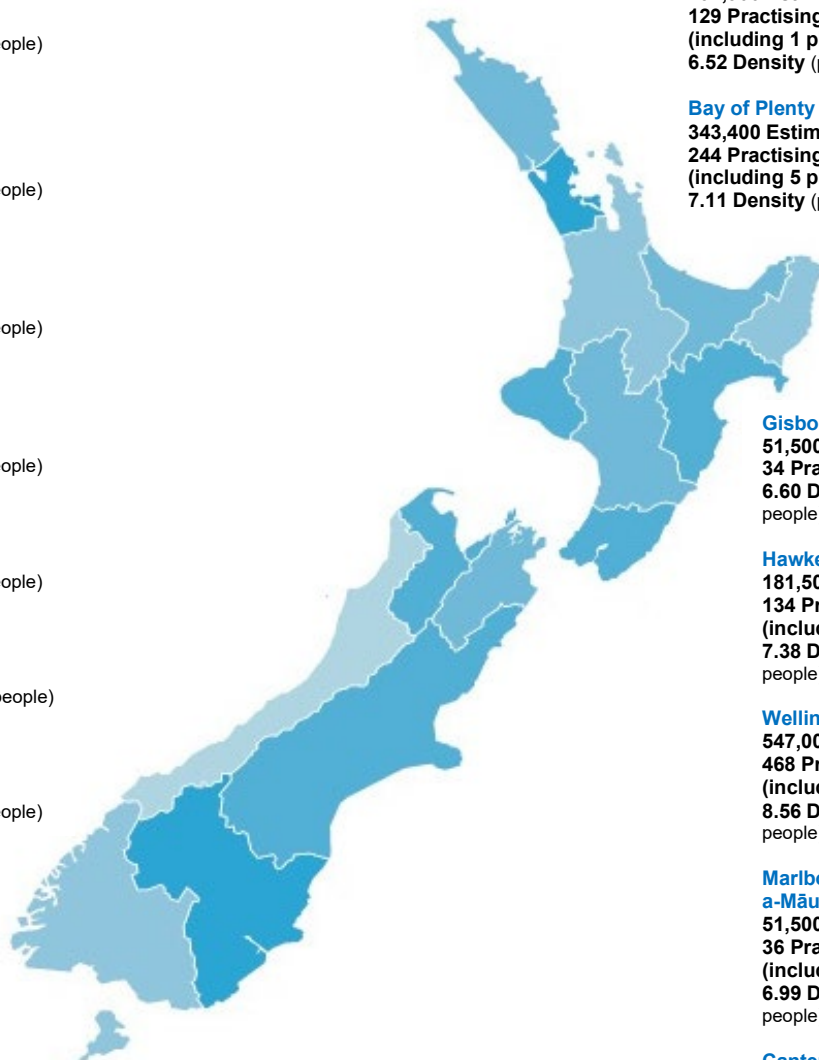 129 Practising
(including 1 p
6.52 Density (p
Bay of Plenty
343,400 Estim
244 Practising
(including 5 p
7.11 Density (p
ople)
ople)
ople)
ople)
ople)
people)
ople)
Gisbo
51,500
34 Pra
6.60 D
people
Hawke
181,50
134 Pr
(includ
7.38 D
people
Wellin
547,00
468 Pr
(includ
8.56 D
people
Marlbo
a-Māu
51,500
36 Pra
(includ
6.99 D
people